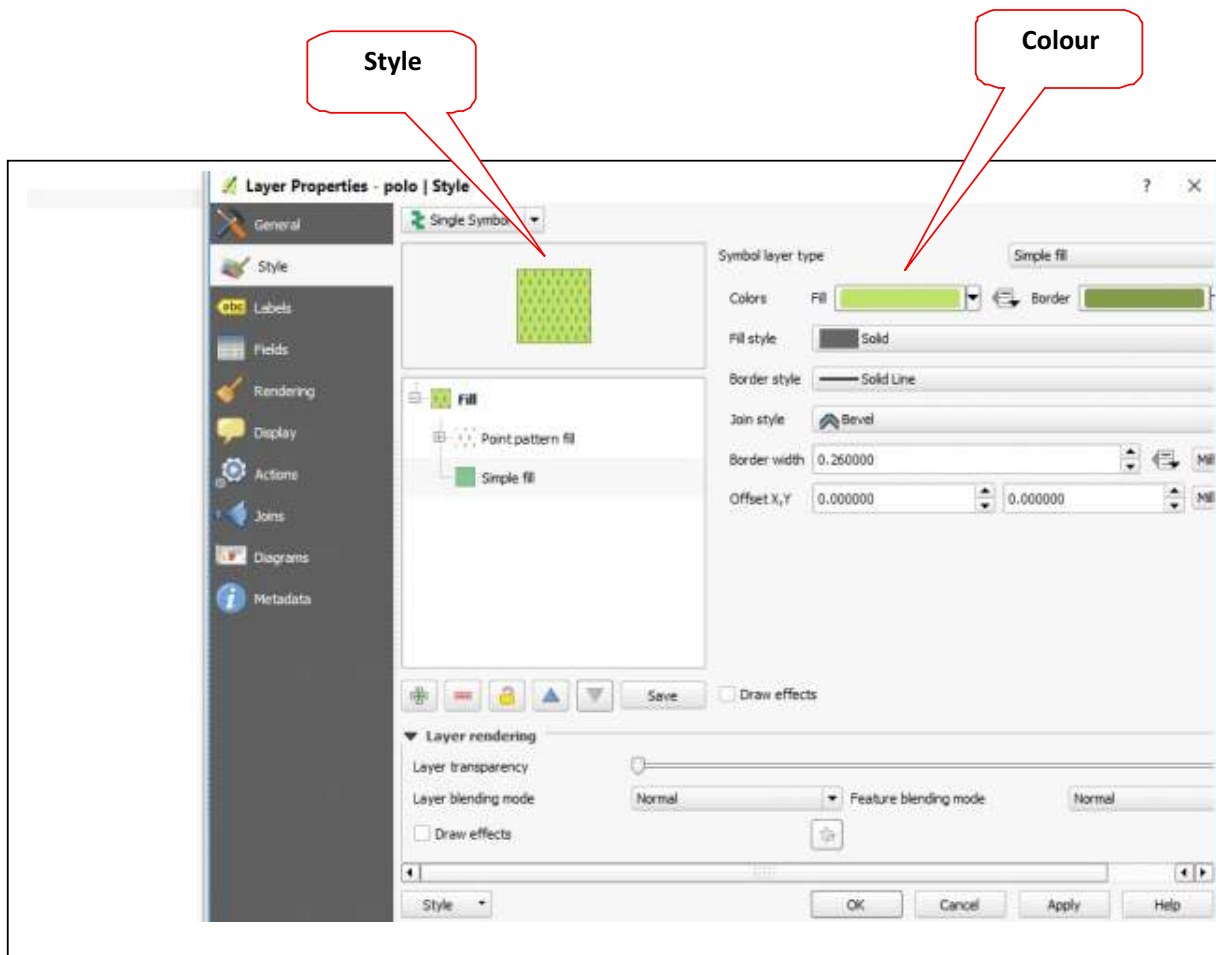 Style
Colour
Layer Properties - polo | Style
? ×
General
Style
Labels
Fields
Rendering
Display
Actions
Joins
Diagrams
Metadata
Single Symbol
Fill
Point pattern fill
Simple fill
Save
Symbol layer type Simple fill
Colors Fill Border
Fill style Solid
Border style Solid Line
Join style Bevel
Border width 0.260000 Mill
Offset X,Y 0.000000 0.000000 Mill
Draw effects
Layer rendering
Layer transparency
Layer blending mode Normal Feature blending mode Normal
Draw effects
Style OK Cancel Apply Help